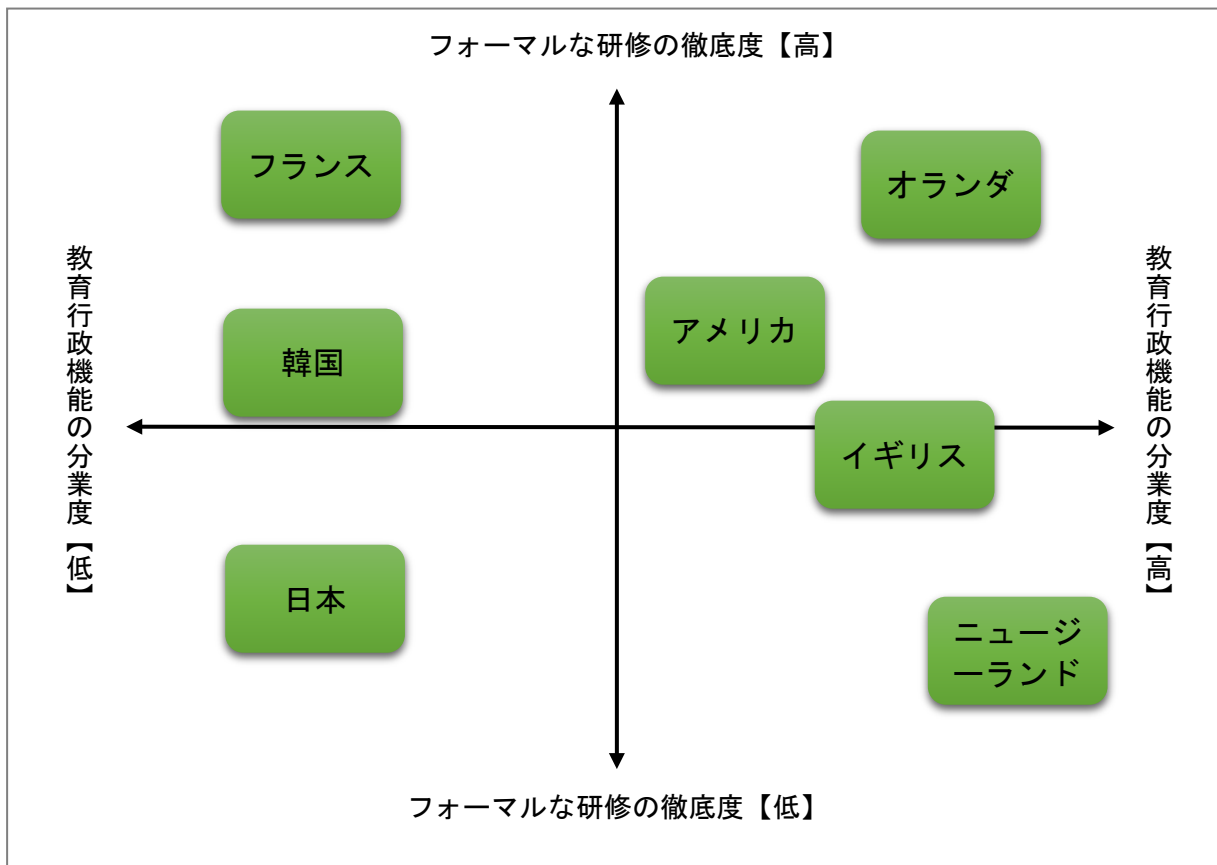 フォーマルな研修の徹底度【高】
フランス
オランダ
教育行政機能の分業度【低】
教育行政機能の分業度【高】
アメリカ
韓国
イギリス
日本
ニュージ
ーランド
フォーマルな研修の徹底度【低】